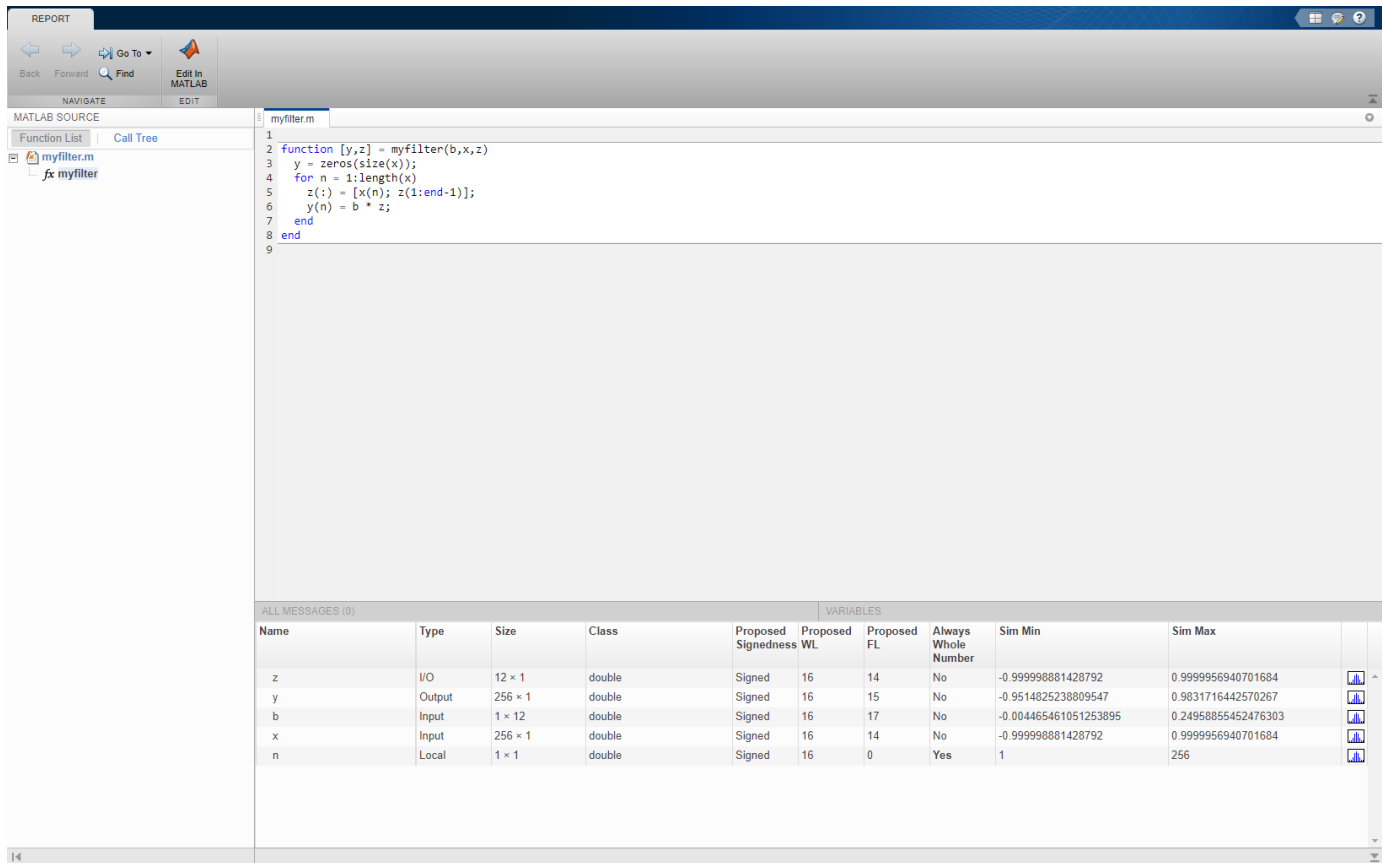 REPORT
Back Forward Go To Find
Edit In MATLAB
NAVIGATE EDIT
MATLAB SOURCE
Function List Call Tree
myfilter.m
fx myfilter
myfilter.m
1
2 function [y,z] = myfilter(b,x,z)
3 y = zeros(size(x));
4 for n = 1:length(x)
5 z(:) = [x(n); z(1:end-1)];
6 y(n) = b * z;
7 end
8 end
9
ALL MESSAGES (0) VARIABLES
Name Type Size Class Proposed Signedness Proposed WL Proposed FL Always Whole Number Sim Min Sim Max
z I/O 12 × 1 double Signed 16 14 No -0.999998881428792 0.9999956940701684
y Output 256 × 1 double Signed 16 15 No -0.9514825238809547 0.9831716442570267
b Input 1 × 12 double Signed 16 17 No -0.004465461051253895 0.24958855452476303
x Input 256 × 1 double Signed 16 14 No -0.999998881428792 0.9999956940701684
n Local 1 × 1 double Signed 16 0 Yes 1 256